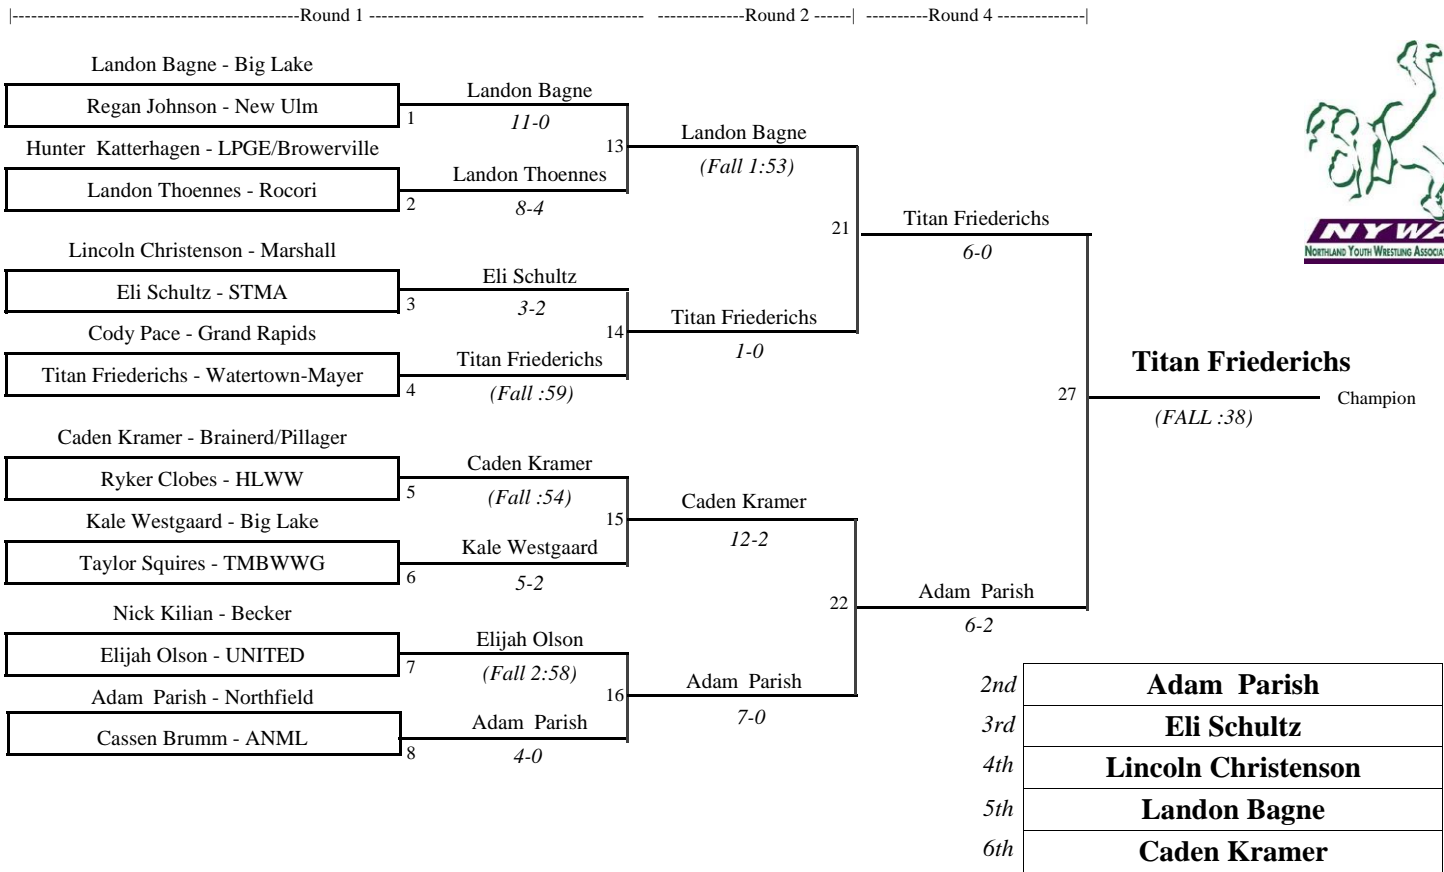 |----------------------------------------------Round 1 -------------------------------------------- --------------Round 2 ------| ----------Round 4 --------------|
Landon Bagne - Big Lake
Regan Johnson - New Ulm
1
Landon Bagne
11-0
Hunter  Katterhagen - LPGE/Browerville
Landon Thoennes - Rocori
2
Landon Thoennes
8-4
13
Landon Bagne
(Fall 1:53)
Lincoln Christenson - Marshall
Eli Schultz - STMA
3
Eli Schultz
3-2
Cody Pace - Grand Rapids
Titan Friederichs - Watertown-Mayer
4
Titan Friederichs
(Fall :59)
14
Titan Friederichs
1-0
21
Titan Friederichs
6-0
Caden Kramer - Brainerd/Pillager
Ryker Clobes - HLWW
5
Caden Kramer
(Fall :54)
Kale Westgaard - Big Lake
Taylor Squires - TMBWWG
6
Kale Westgaard
5-2
15
Caden Kramer
12-2
Nick Kilian - Becker
Elijah Olson - UNITED
7
Elijah Olson
(Fall 2:58)
Adam  Parish - Northfield
Cassen Brumm - ANML
8
Adam  Parish
4-0
16
Adam  Parish
7-0
22
Adam  Parish
6-2
27
Titan Friederichs
Champion
(FALL :38)
NYWA
NORTHLAND YOUTH WRESTLING
2nd Adam  Parish
3rd Eli Schultz
4th Lincoln Christenson
5th Landon Bagne
6th Caden Kramer